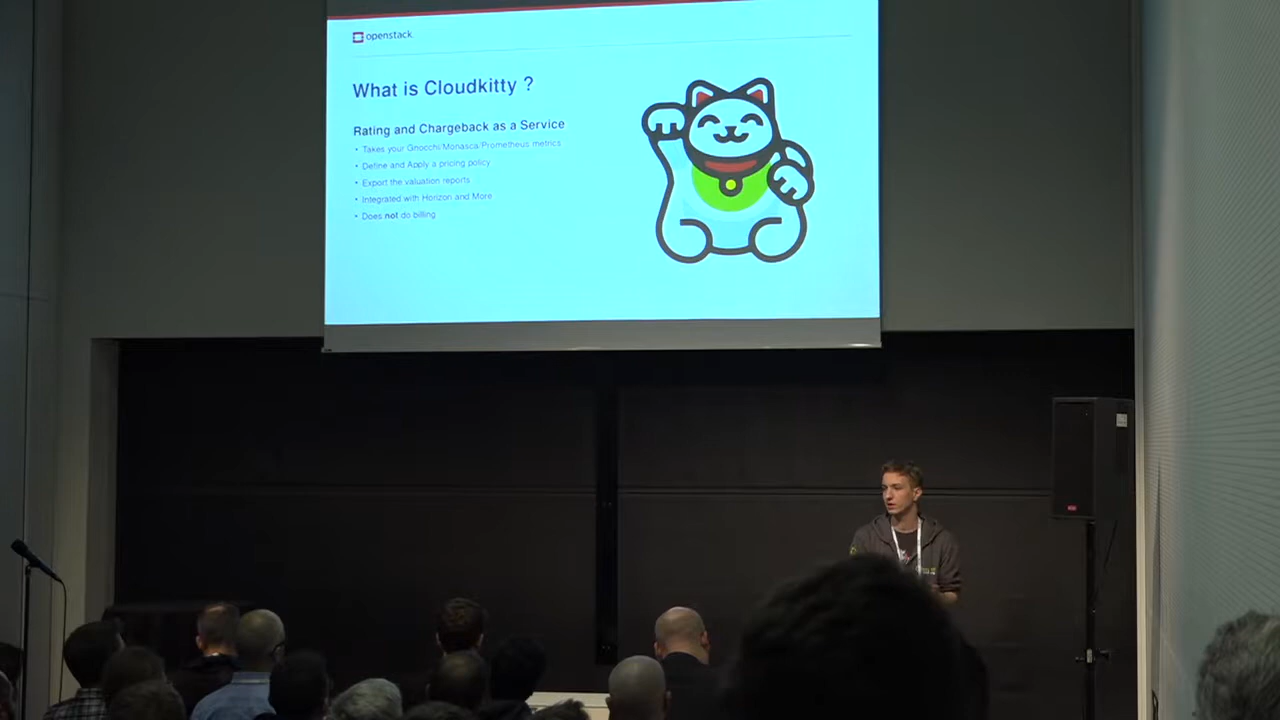 openstack.
What is Cloudkitty ?
Rating and Chargeback as a Service
• Takes your Gnocchi/Monasca/Prometheus metrics
• Define and Apply a pricing policy
• Export the valuation reports
• Integrated with Horizon and More
• Does not do billing